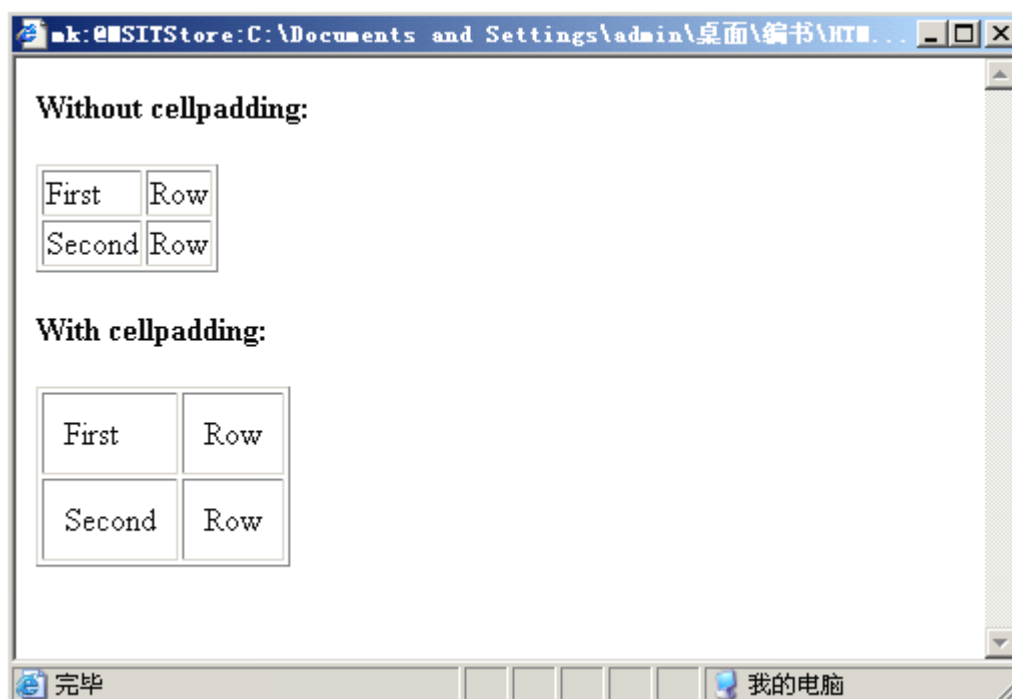 mk:@MSITStore:C:\Documents and Settings\admin\桌面\编书\HTM...
Without cellpadding:
First Row
Second Row
With cellpadding:
First Row
Second Row
完毕
我的电脑